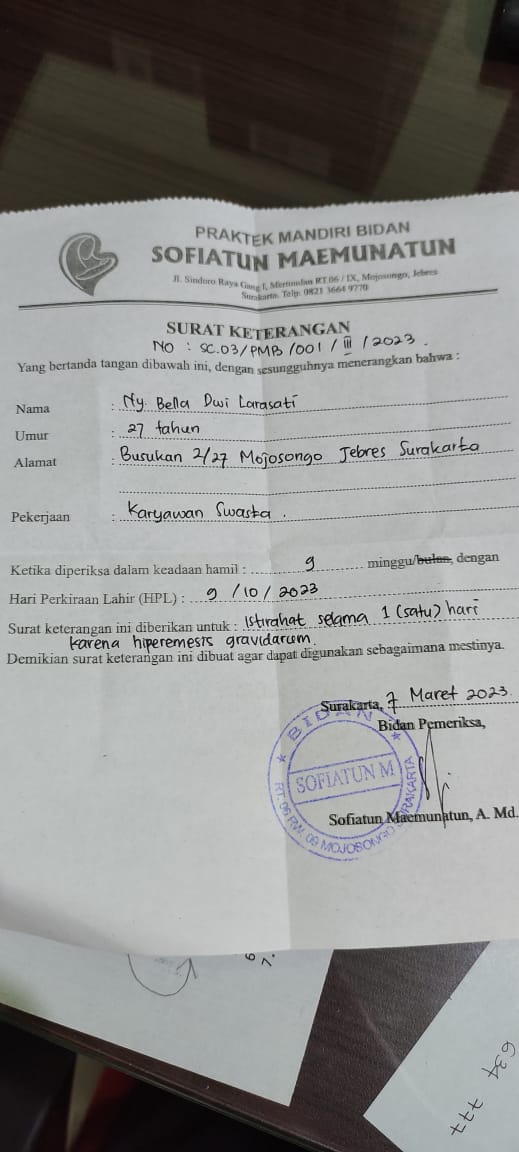 PRAKTEK MANDIRI BIDAN
SOFIATUN MAEMUNATUN
Jl. Sindoro Raya Gang I, Mertoudan RT.06 / IX, Mojosongo, Jebres
Surakarta. Telp. 0821 3664 9770
SURAT KETERANGAN
NO : SC.03/PMB/001/III/2023.
Yang bertanda tangan dibawah ini, dengan sesungguhnya menerangkan bahwa :
Nama : Ny. Bella Dwi Larasati
Umur : 27 tahun
Alamat : Busukan 2/27 Mojosongo Jebres Surakarta
Pekerjaan : Karyawan Swasta.
Ketika diperiksa dalam keadaan hamil : 9 minggu/bulan, dengan
Hari Perkiraan Lahir (HPL) : 9 /10 / 2023
Surat keterangan ini diberikan untuk : Istirahat selama 1 (satu) hari
karena hiperemesis gravidarum.
Demikian surat keterangan ini dibuat agar dapat digunakan sebagaimana mestinya.
Surakarta, 7 Maret 2023.
Bidan Pemeriksa,
BIDAN
SOFIATUN M
RT. 06 RW. 09 MOJOSONGO SURAKARTA
Sofiatun Maemunatun, A. Md.
634 777